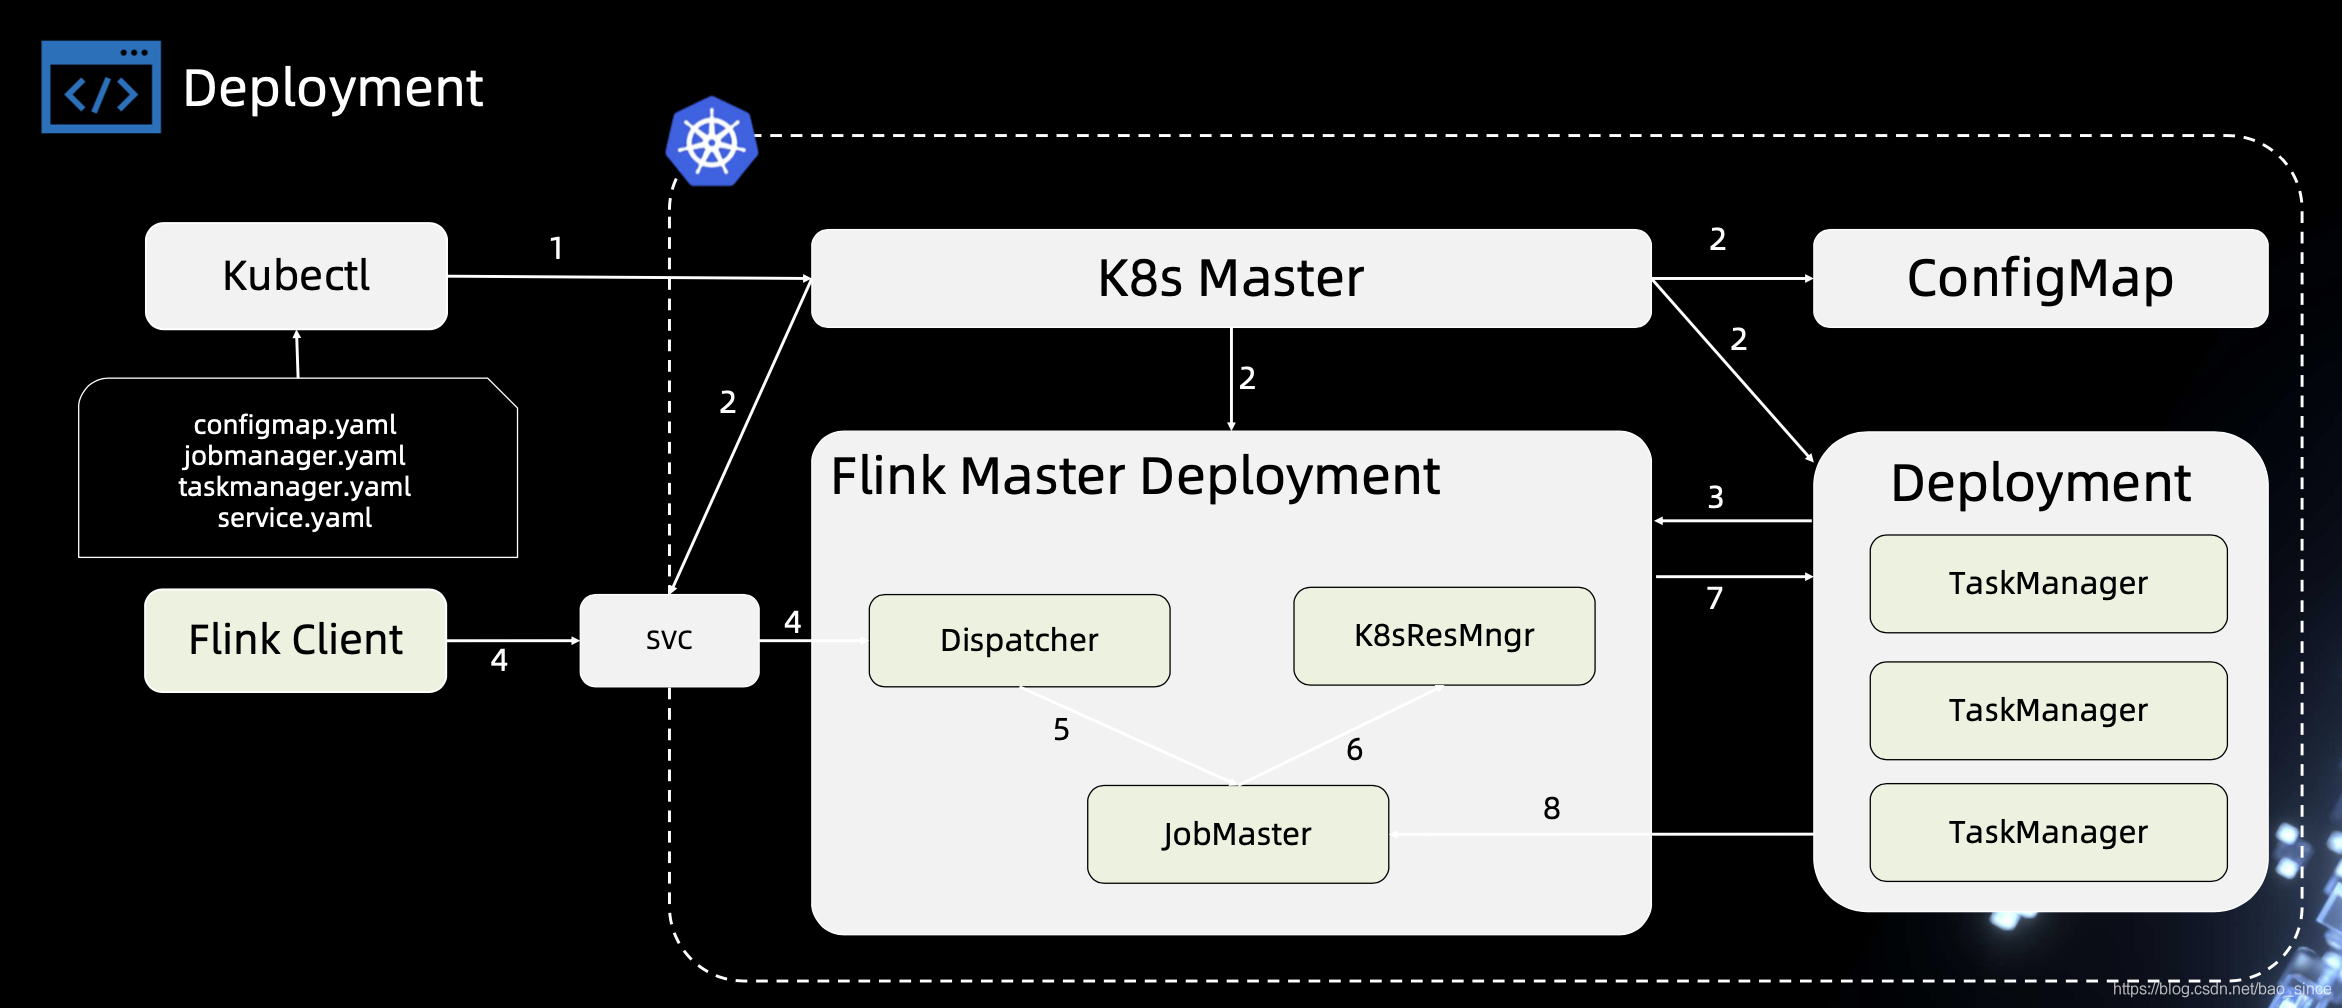 </>
Deployment
Kubectl
1
K8s Master
2
ConfigMap
2
2
2
configmap.yaml
jobmanager.yaml
taskmanager.yaml
service.yaml
Flink Master Deployment
Deployment
3
7
TaskManager
TaskManager
TaskManager
Flink Client
4
SVC
4
Dispatcher
K8sResMngr
5
6
JobMaster
8
https://blog.csdn.net/bao_since